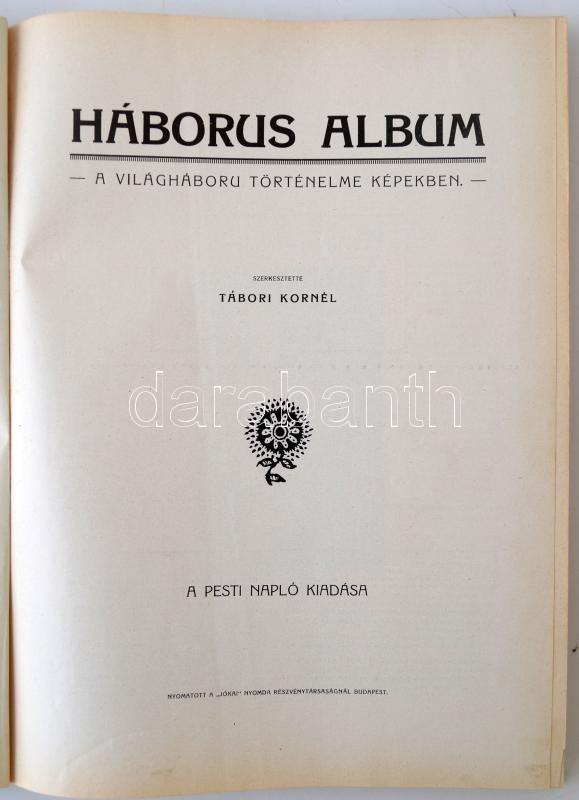 HÁBORUS ALBUM
— A VILÁGHÁBORU TÖRTÉNELME KÉPEKBEN. —
SZERKESZTETTE
TÁBORI KORNÉL
darabanth
A PESTI NAPLÓ KIADÁSA
NYOMATOTT A „JÓKAI" NYOMDA RÉSZVÉNYTÁRSASÁGNÁL BUDAPEST.